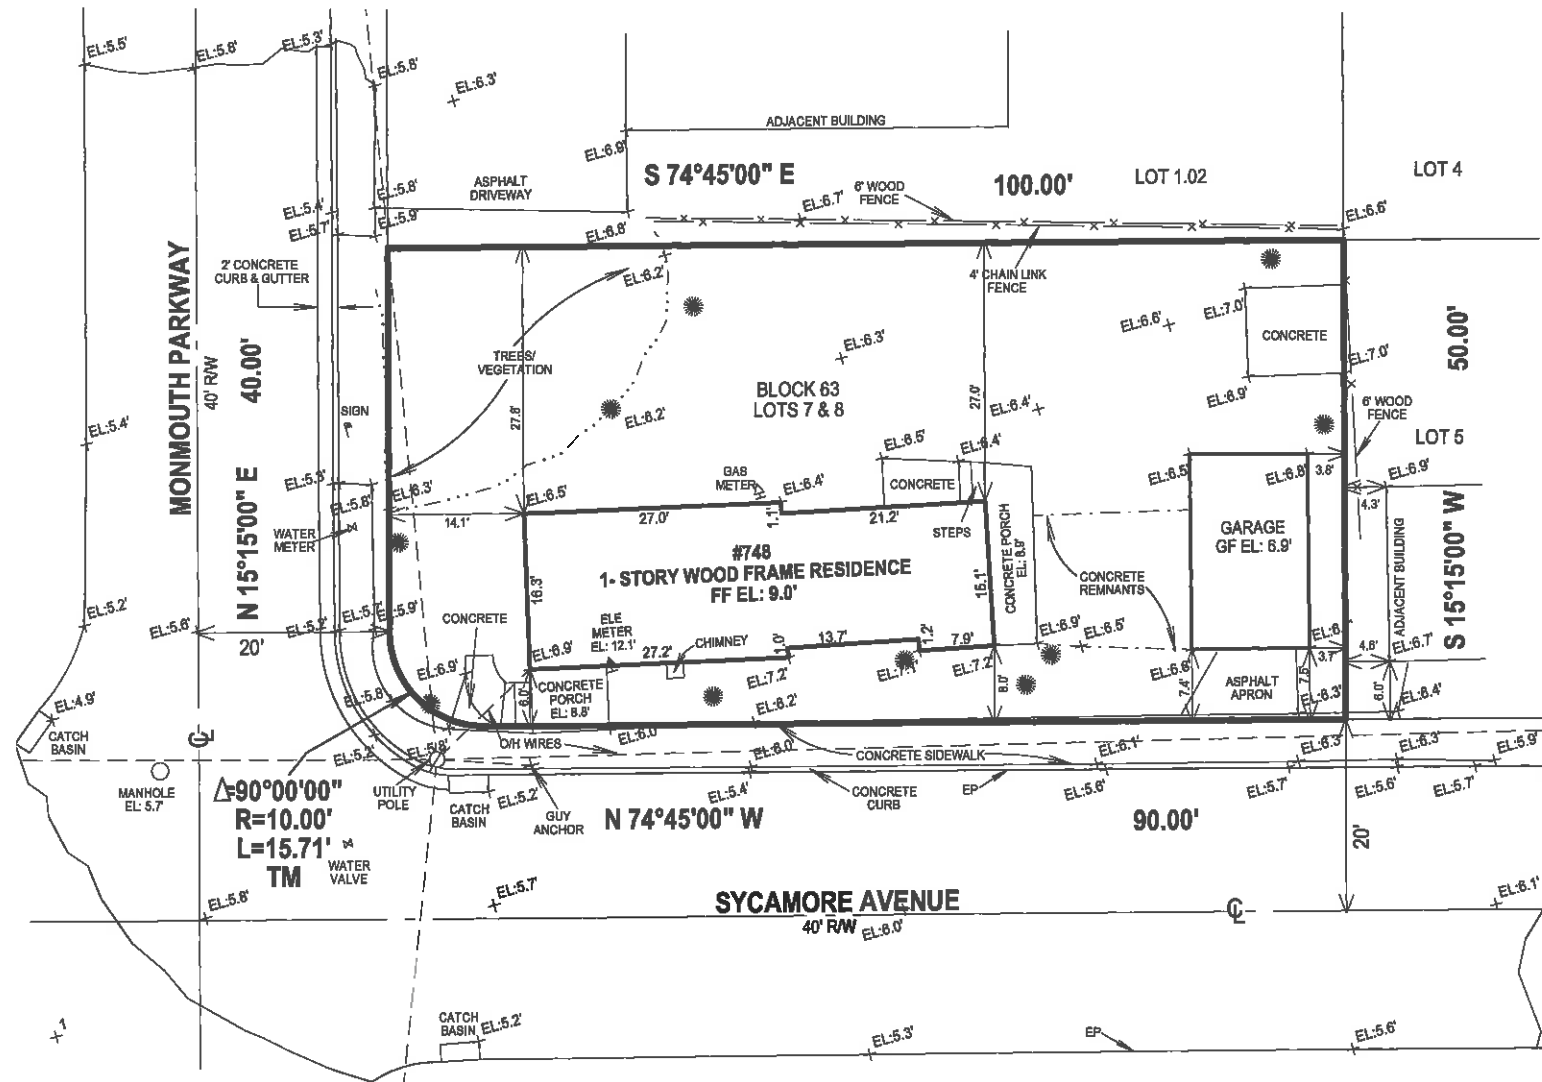 EL:5.5'
EL:5.8'
EL:5.3'
EL:5.8'
EL:6.3'
ADJACENT BUILDING
EL:6.9'
S 74°45'00" E
100.00'
LOT 1.02
LOT 4
ASPHALT
DRIVEWAY
EL:5.8'
6' WOOD
FENCE
EL:6.7'
EL:5.4'
EL:5.9'
EL:5.7'
EL:6.8'
EL:6.6'
2' CONCRETE
CURB & GUTTER
EL:6.2'
4' CHAIN LINK
FENCE
MONMOUTH PARKWAY
40' R/W
N 15°15'00" E 40.00'
EL:7.0'
EL:6.6'
CONCRETE
50.00'
TREES/
VEGETATION
EL:6.3'
EL:7.0'
BLOCK 63
LOTS 7 & 8
27.8'
27.0'
EL:6.4'
EL:6.9'
6' WOOD
FENCE
SIGN
EL:6.2'
LOT 5
EL:5.4'
EL:6.5'
EL:6.4'
EL:5.3'
EL:5.8'
EL:6.3'
EL:6.5'
GAS
METER
EL:6.4'
CONCRETE
EL:6.5'
EL:6.8'
3.8'
EL:6.9'
14.1'
27.0'
1.1'
21.2'
STEPS
4.3'
WATER
METER
#748
1- STORY WOOD FRAME RESIDENCE
FF EL: 9.0'
16.3'
15.1'
CONCRETE PORCH
EL: 8.9'
GARAGE
GF EL: 6.9'
ADJACENT BUILDING
S 15°15'00" W
CONCRETE
REMNANTS
EL:5.2'
EL:5.6'
EL:5.2'
EL:5.7'
EL:5.9'
20'
CONCRETE
ELE
METER
EL: 12.1'
CHIMNEY
27.2'
1.0'
13.7'
1.2'
7.9'
EL:6.9'
EL:6.5'
EL:6.9'
EL:6.9'
EL:7.2'
EL:7.2'
EL:6.8'
3.7'
4.8'
EL:6.7'
EL:5.8'
6.0'
CONCRETE
PORCH
EL: 8.8'
8.0'
7.4'
ASPHALT
APRON
7.5'
EL:6.3'
6.0'
EL:6.4'
EL:4.9'
CATCH
BASIN
EL:6.0'
EL:6.2'
O/H WIRES
CONCRETE SIDEWALK
EL:5.2'
EL:5.8'
EL:6.0'
EL:6.1'
EL:6.3'
EL:6.3'
EL:5.9'
MANHOLE
EL: 5.7'
Δ=90°00'00"
R=10.00'
L=15.71'
TM
UTILITY
POLE
CATCH
BASIN
EL:5.2'
GUY
ANCHOR
EL:5.4'
CONCRETE
CURB
EP
EL:5.6'
EL:5.7'
EL:5.6'
EL:5.7'
N 74°45'00" W
90.00'
20'
WATER
VALVE
EL:5.8'
EL:5.7'
SYCAMORE AVENUE
40' R/W
EL:6.0'
EL:6.1'
CATCH
BASIN
EL:5.2'
EL:5.3'
EP
EL:5.6'